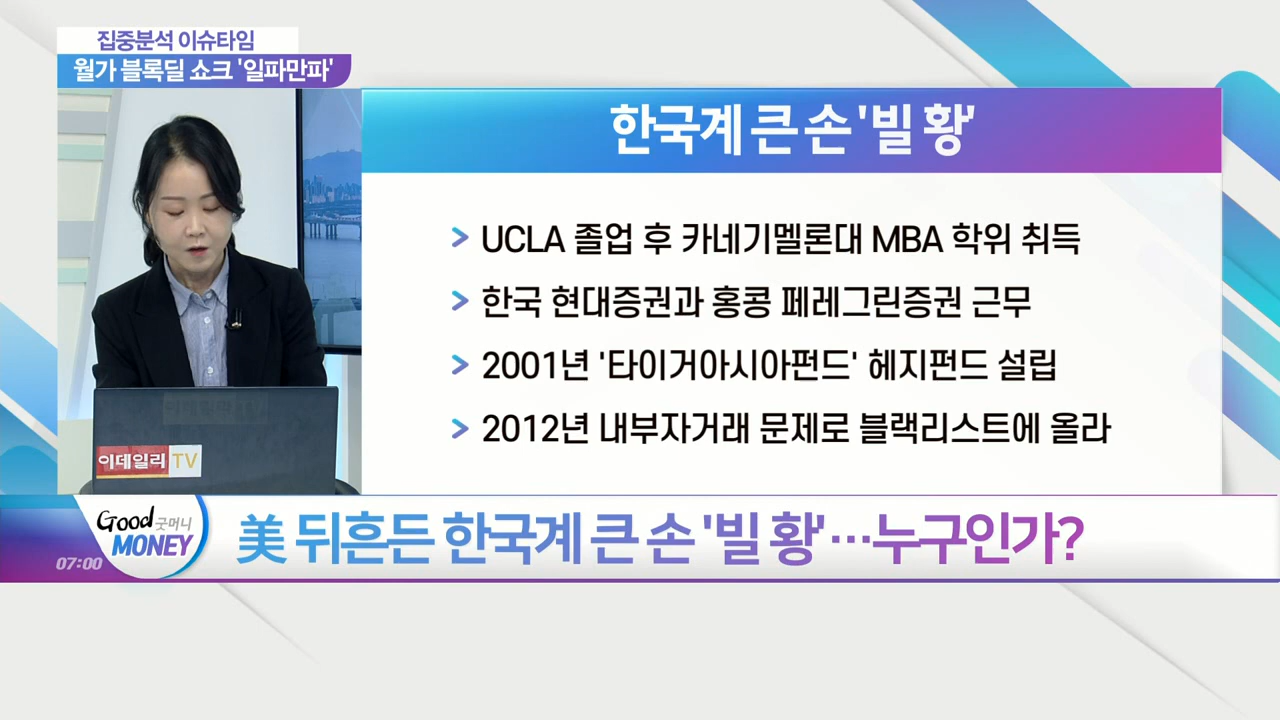 집중분석 이슈타임
월가 블록딜 쇼크 '일파만파'
한국계 큰 손 '빌 황'
> UCLA 졸업 후 카네기멜론대 MBA 학위 취득
> 한국 현대증권과 홍콩 페레그린증권 근무
> 2001년 '타이거아시아펀드' 헤지펀드 설립
> 2012년 내부자거래 문제로 블랙리스트에 올라
이데일리 TV
Good 굿머니
MONEY
07:00
美 뒤흔든 한국계 큰 손 '빌 황'…누구인가?